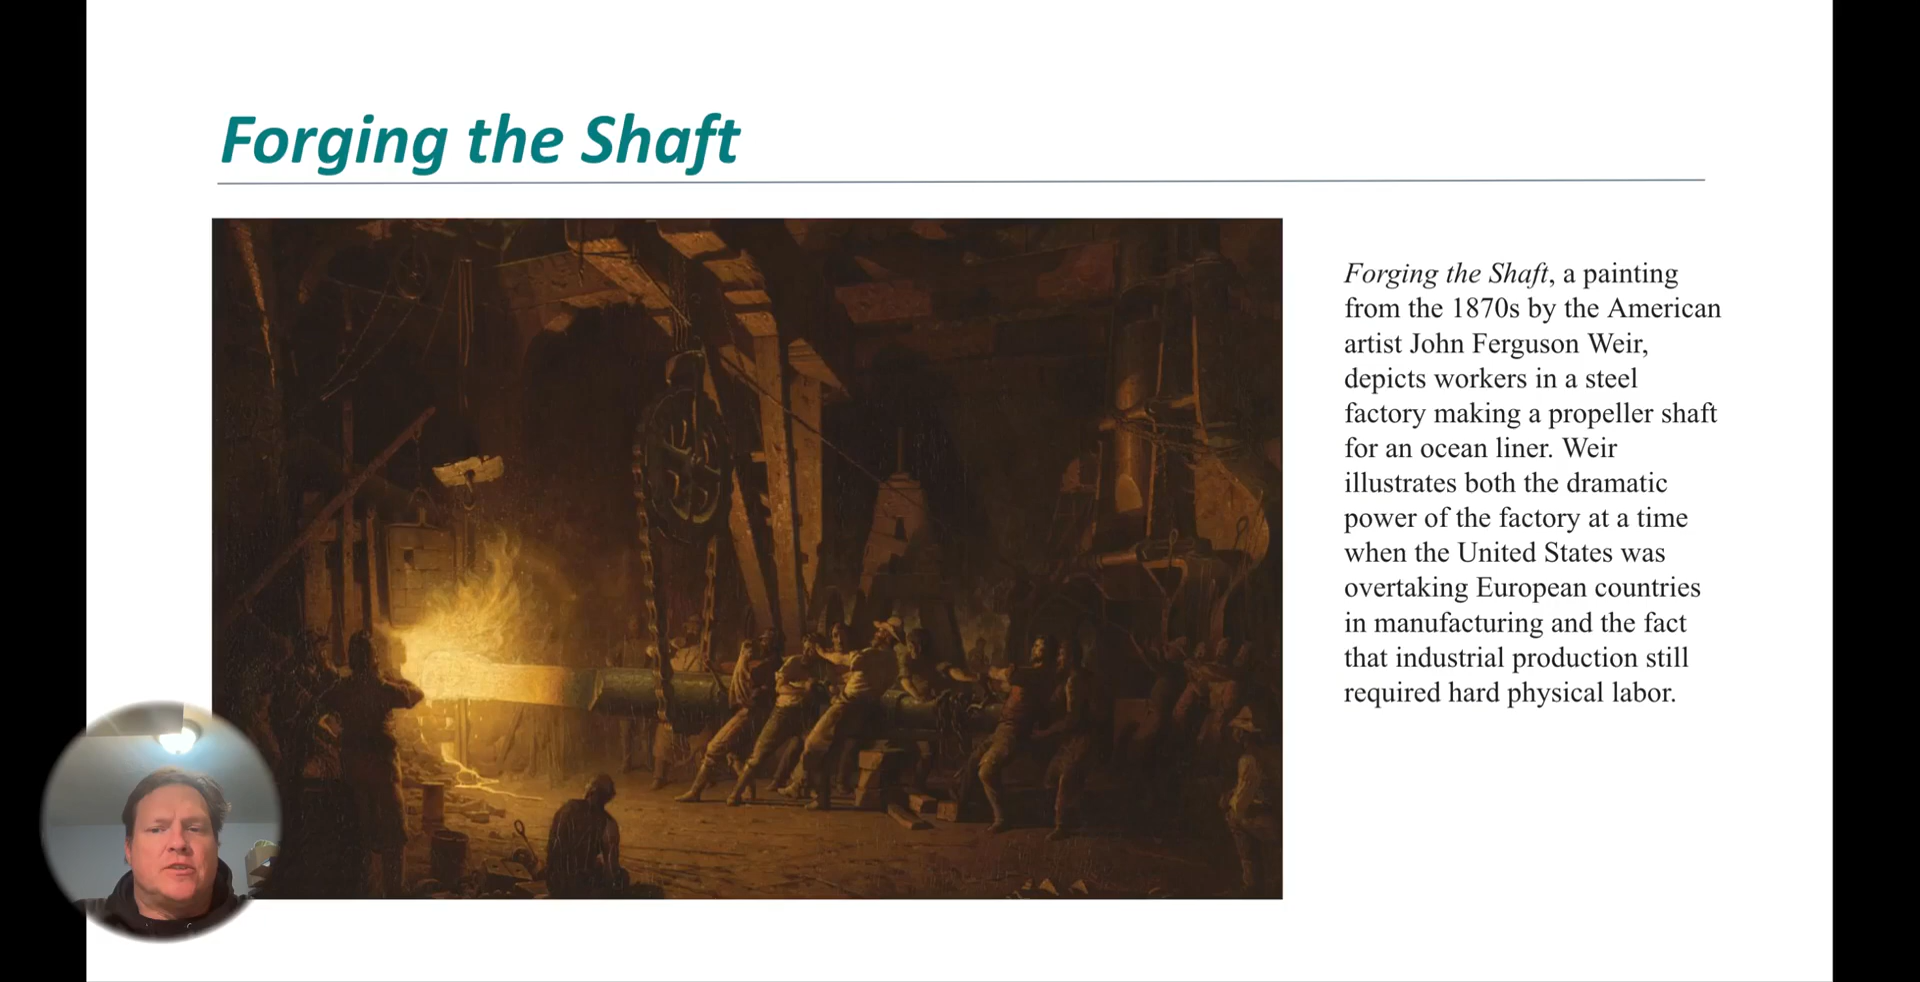 Forging the Shaft
Forging the Shaft, a painting
from the 1870s by the American
artist John Ferguson Weir,
depicts workers in a steel
factory making a propeller shaft
for an ocean liner. Weir
illustrates both the dramatic
power of the factory at a time
when the United States was
overtaking European countries
in manufacturing and the fact
that industrial production still
required hard physical labor.